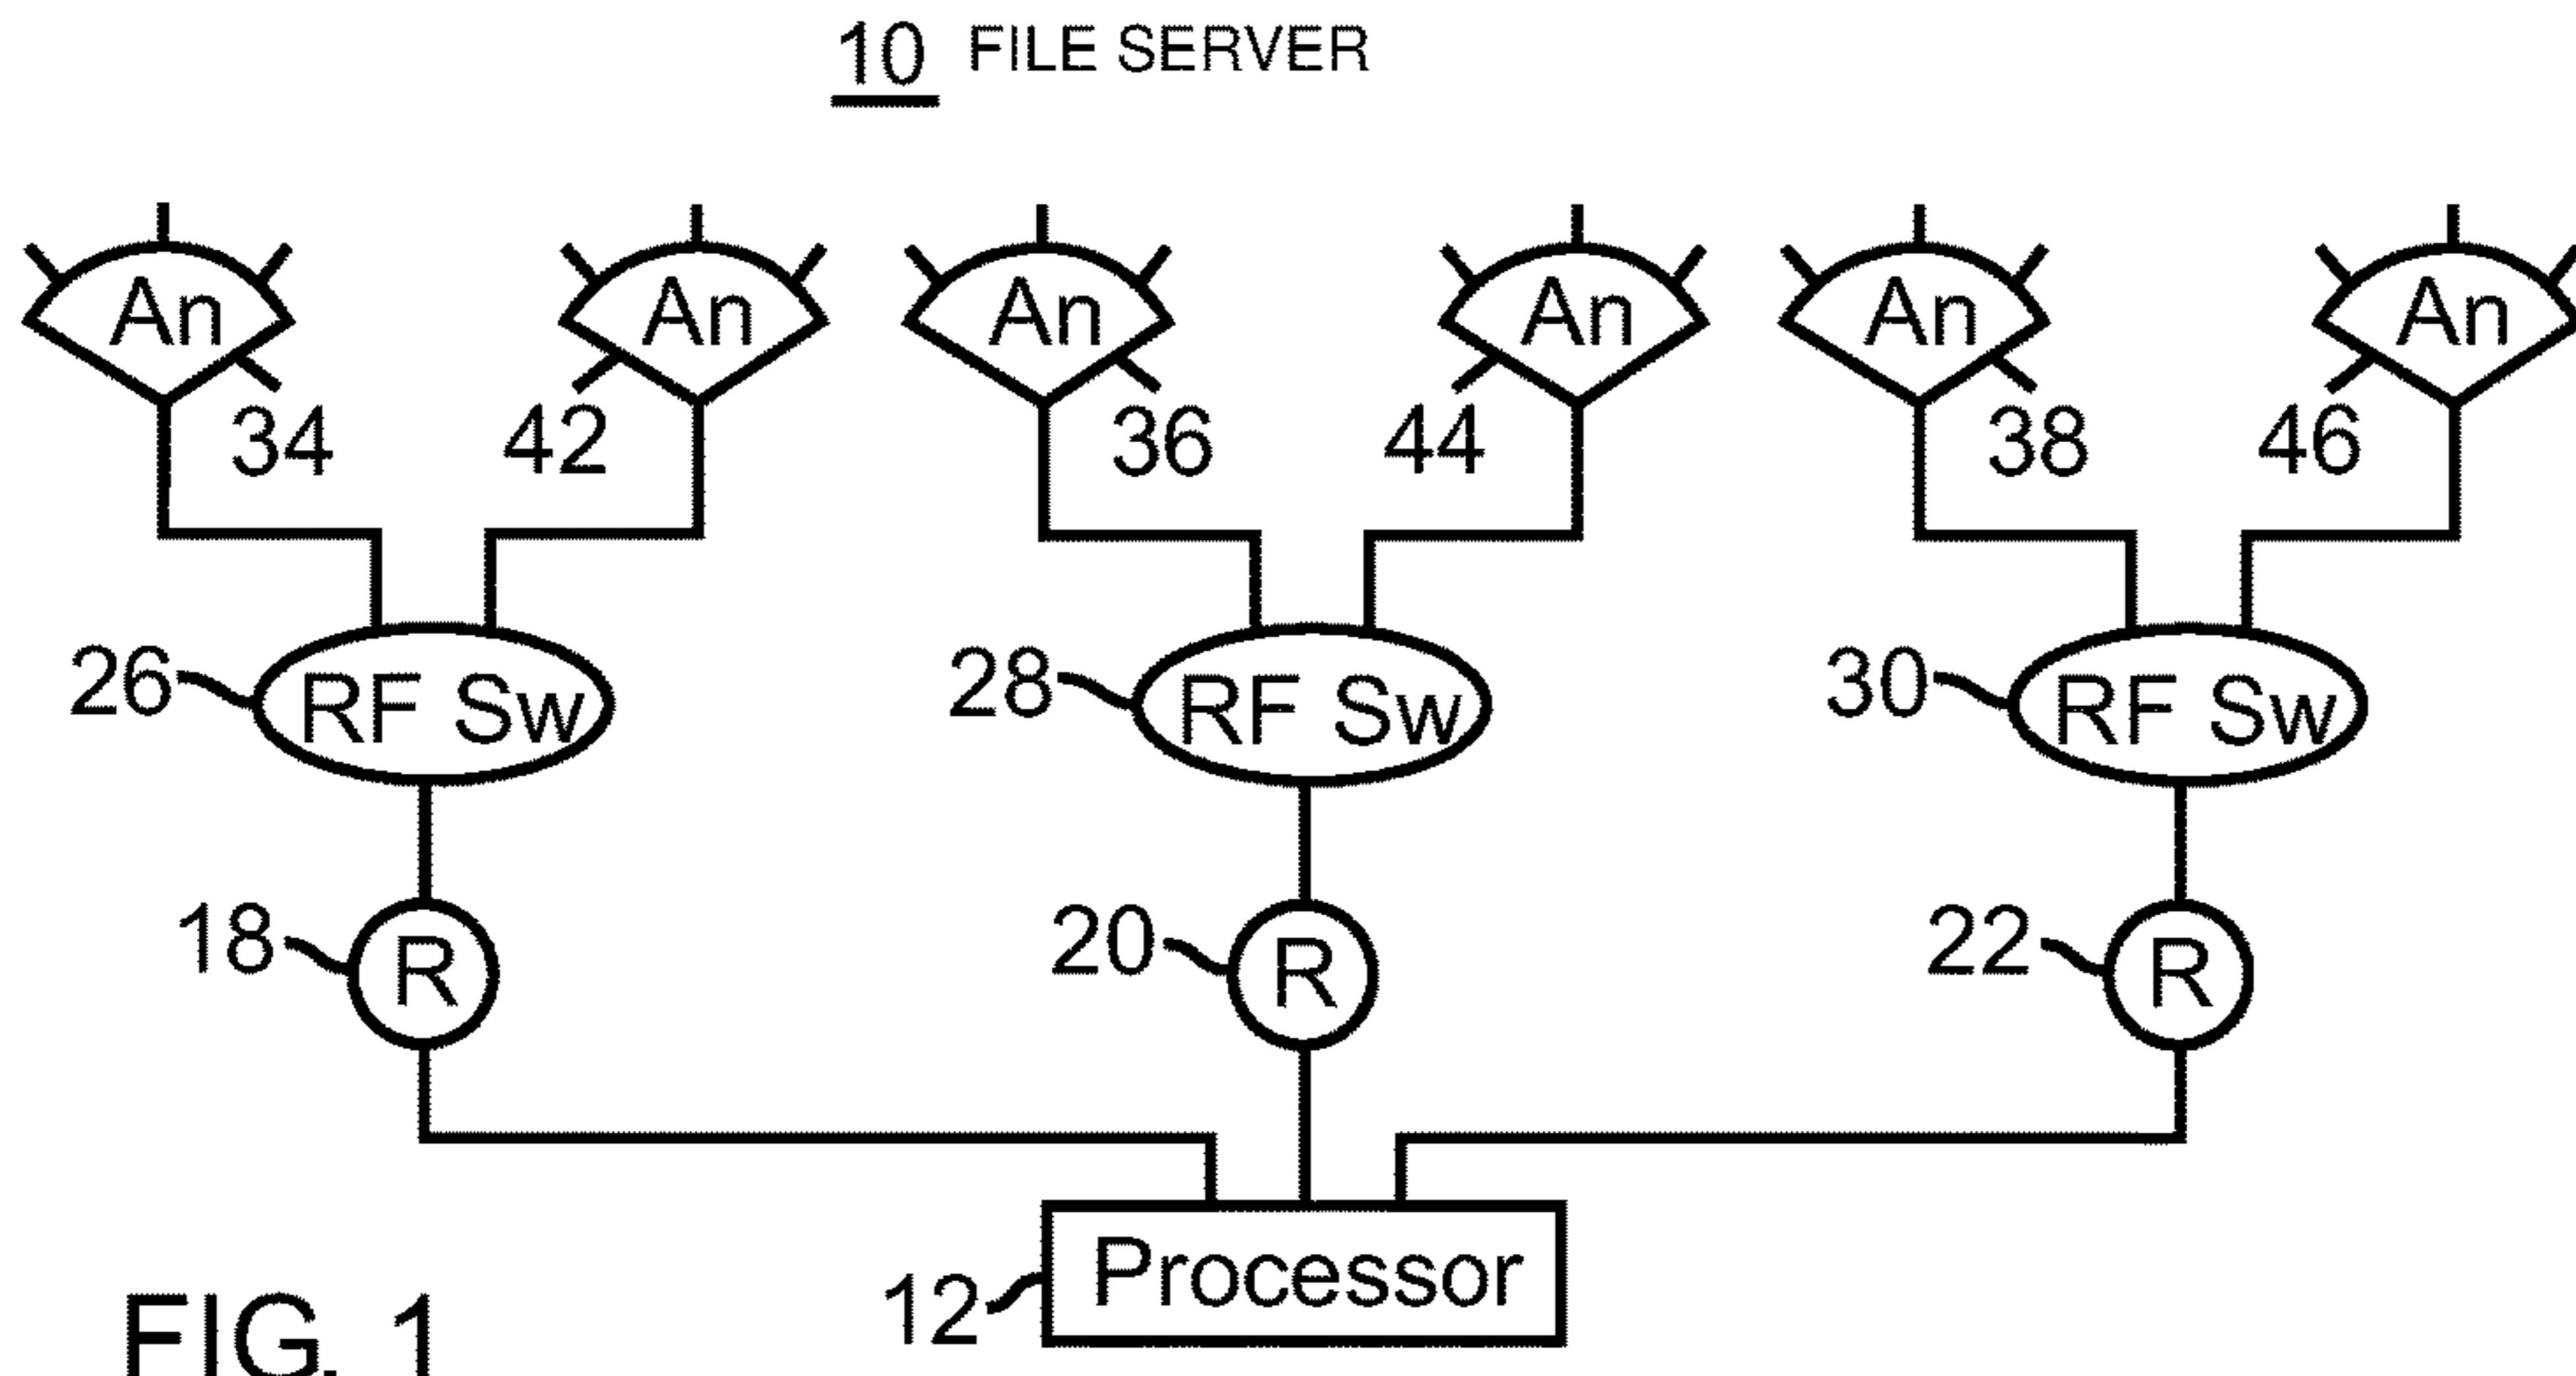 10 FILE SERVER
An An An An An An
34 42 36 44 38 46
26 RF Sw 28 RF Sw 30 RF Sw
18 R 20 R 22 R
12 Processor
FIG. 1